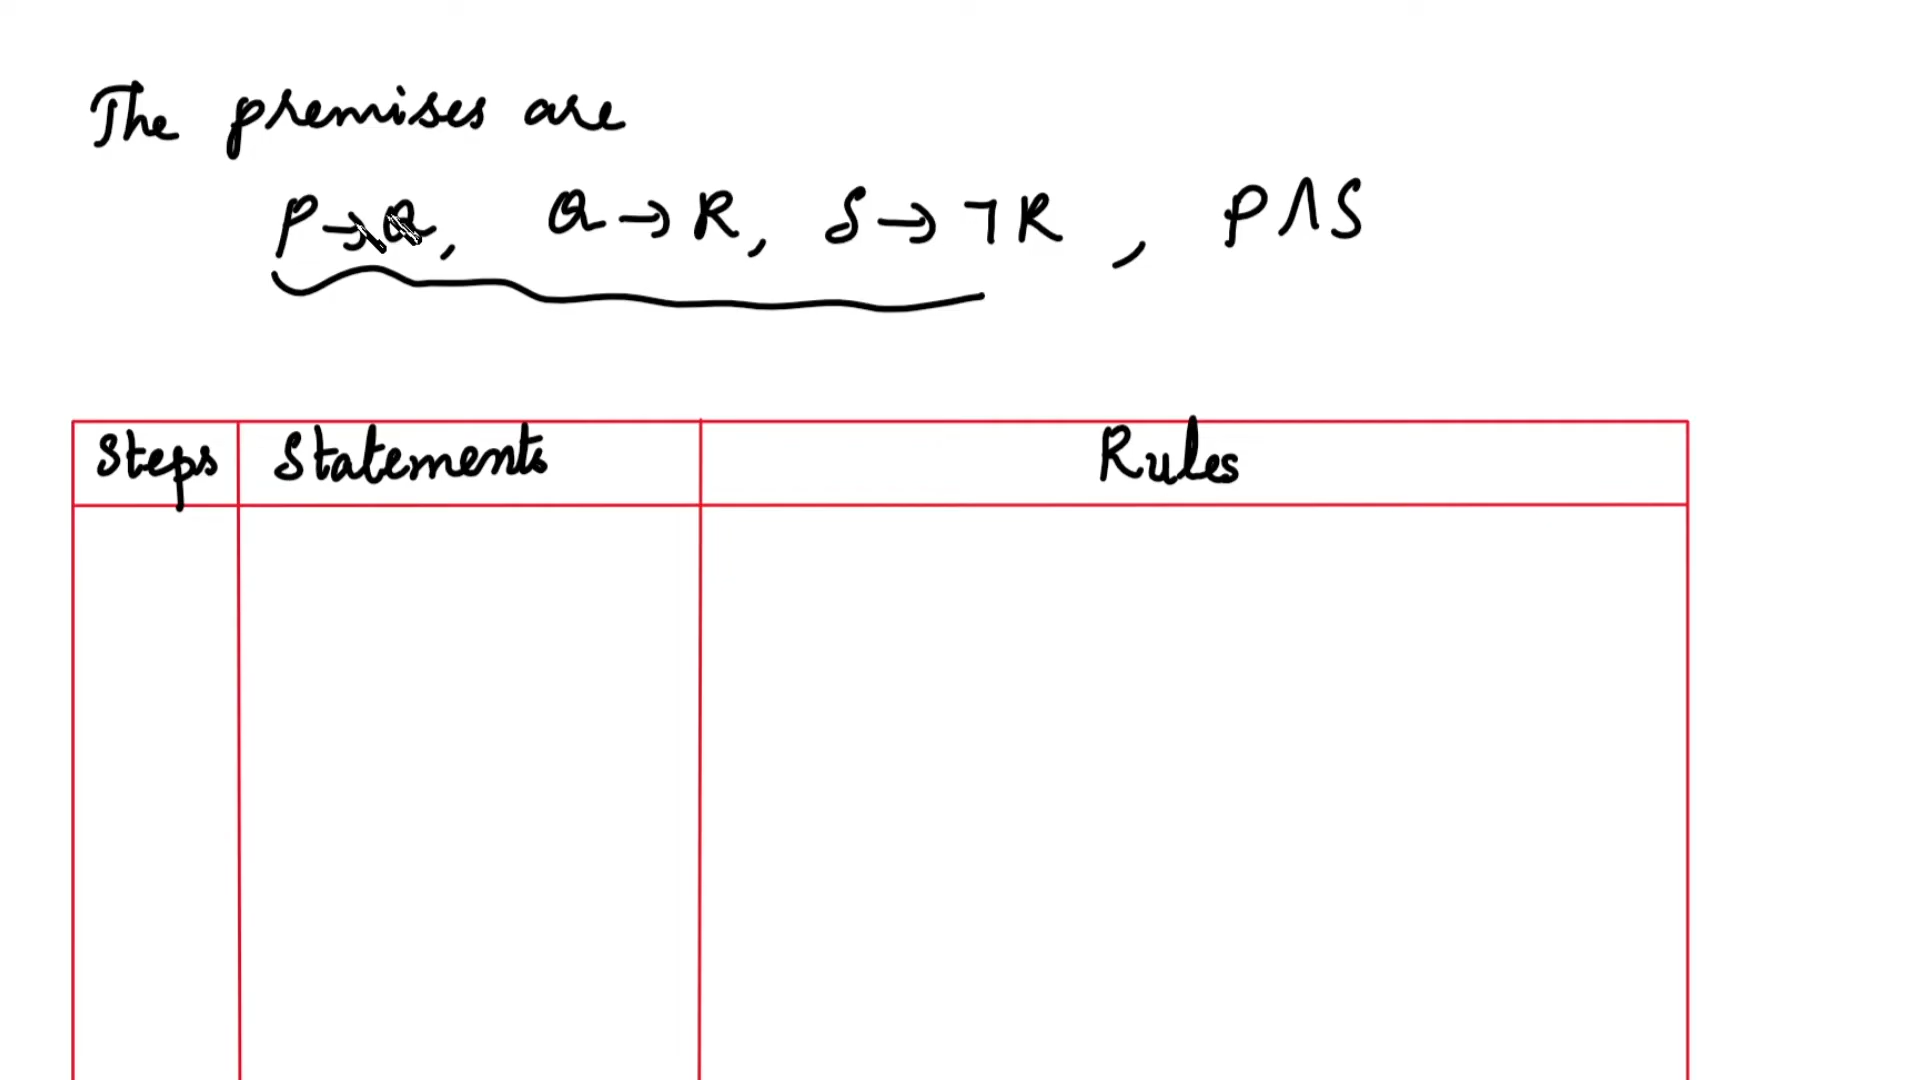 The premises are
P→Q, Q→R, S→¬R, P∧S
Steps Statements Rules